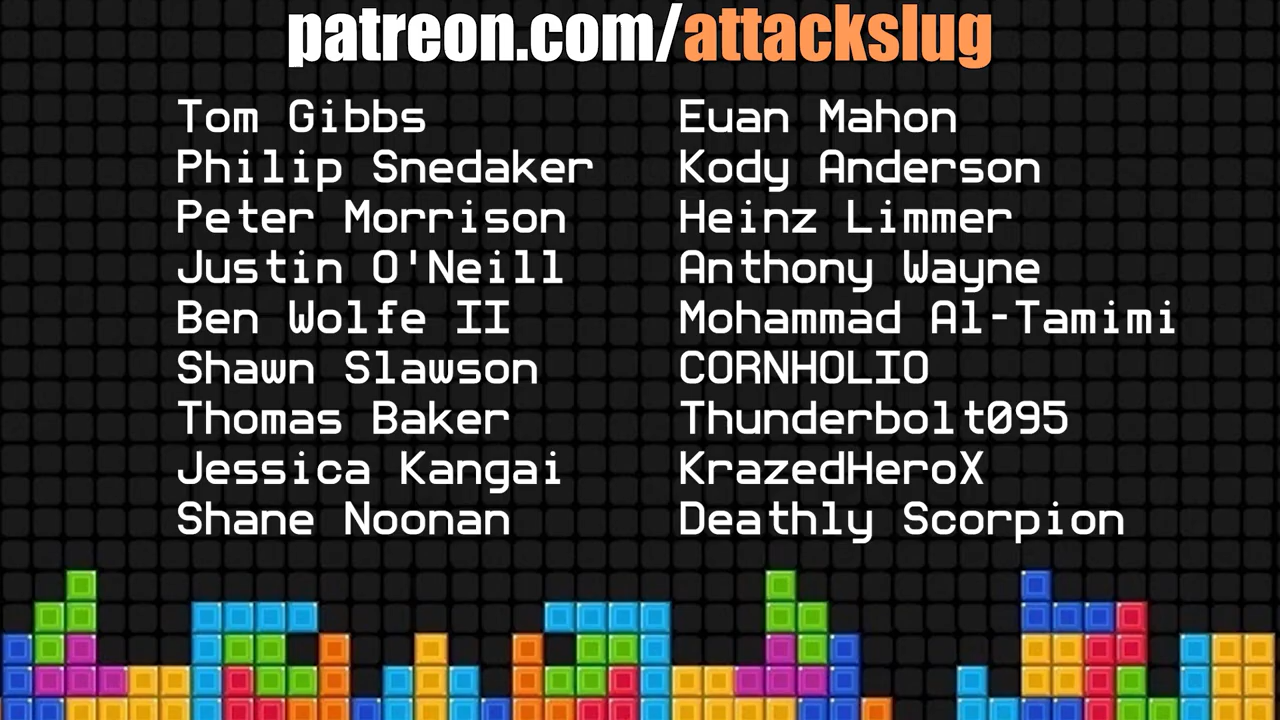 patreon.com/attackslug
Tom Gibbs
Philip Snedaker
Peter Morrison
Justin O'Neill
Ben Wolfe II
Shawn Slawson
Thomas Baker
Jessica Kangai
Shane Noonan
Euan Mahon
Kody Anderson
Heinz Limmer
Anthony Wayne
Mohammad Al-Tamimi
CORNHOLIO
Thunderbolt095
KrazedHeroX
Deathly Scorpion